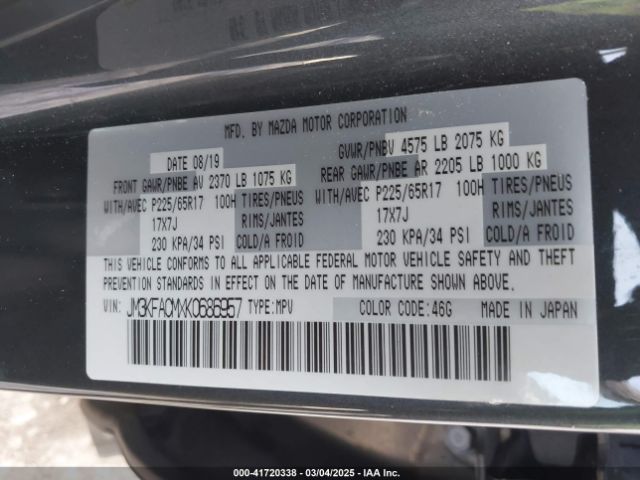 MFD. BY MAZDA MOTOR CORPORATION
DATE 08/19 GVWR/PNBV 4575 LB 2075 KG
FRONT GAWR/PNBE AV 2370 LB 1075 KG REAR GAWR/PNBE AR 2205 LB 1000 KG
WITH/AVEC P225/65R17 100H TIRES/PNEUS WITH/AVEC P225/65R17 100H TIRES/PNEUS
17X7J RIMS/JANTES 17X7J RIMS/JANTES
230 KPA/34 PSI COLD/A FROID 230 KPA/34 PSI COLD/A FROID
THIS VEHICLE CONFORMS TO ALL APPLICABLE FEDERAL MOTOR VEHICLE SAFETY AND THEFT
PREVENTION STANDARDS IN EFFECT ON THE DATE OF MANUFACTURE SHOWN ABOVE.
VIN: JM3KFACMXK0686957 TYPE:MPV COLOR CODE:46G MADE IN JAPAN
000-41720338 - 03/04/2025 - IAA Inc.